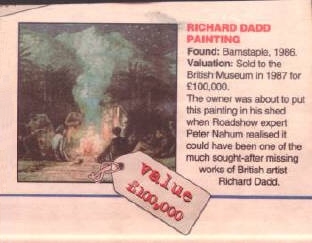 RICHARD DADD
PAINTING
Found: Barnstaple, 1986.
Valuation: Sold to the
British Museum in 1987 for
£100,000.
The owner was about to put
this painting in his shed
when Roadshow expert
Peter Nahum realised it
could have been one of the
much sought-after missing
works of British artist
Richard Dadd.
value
£100,000